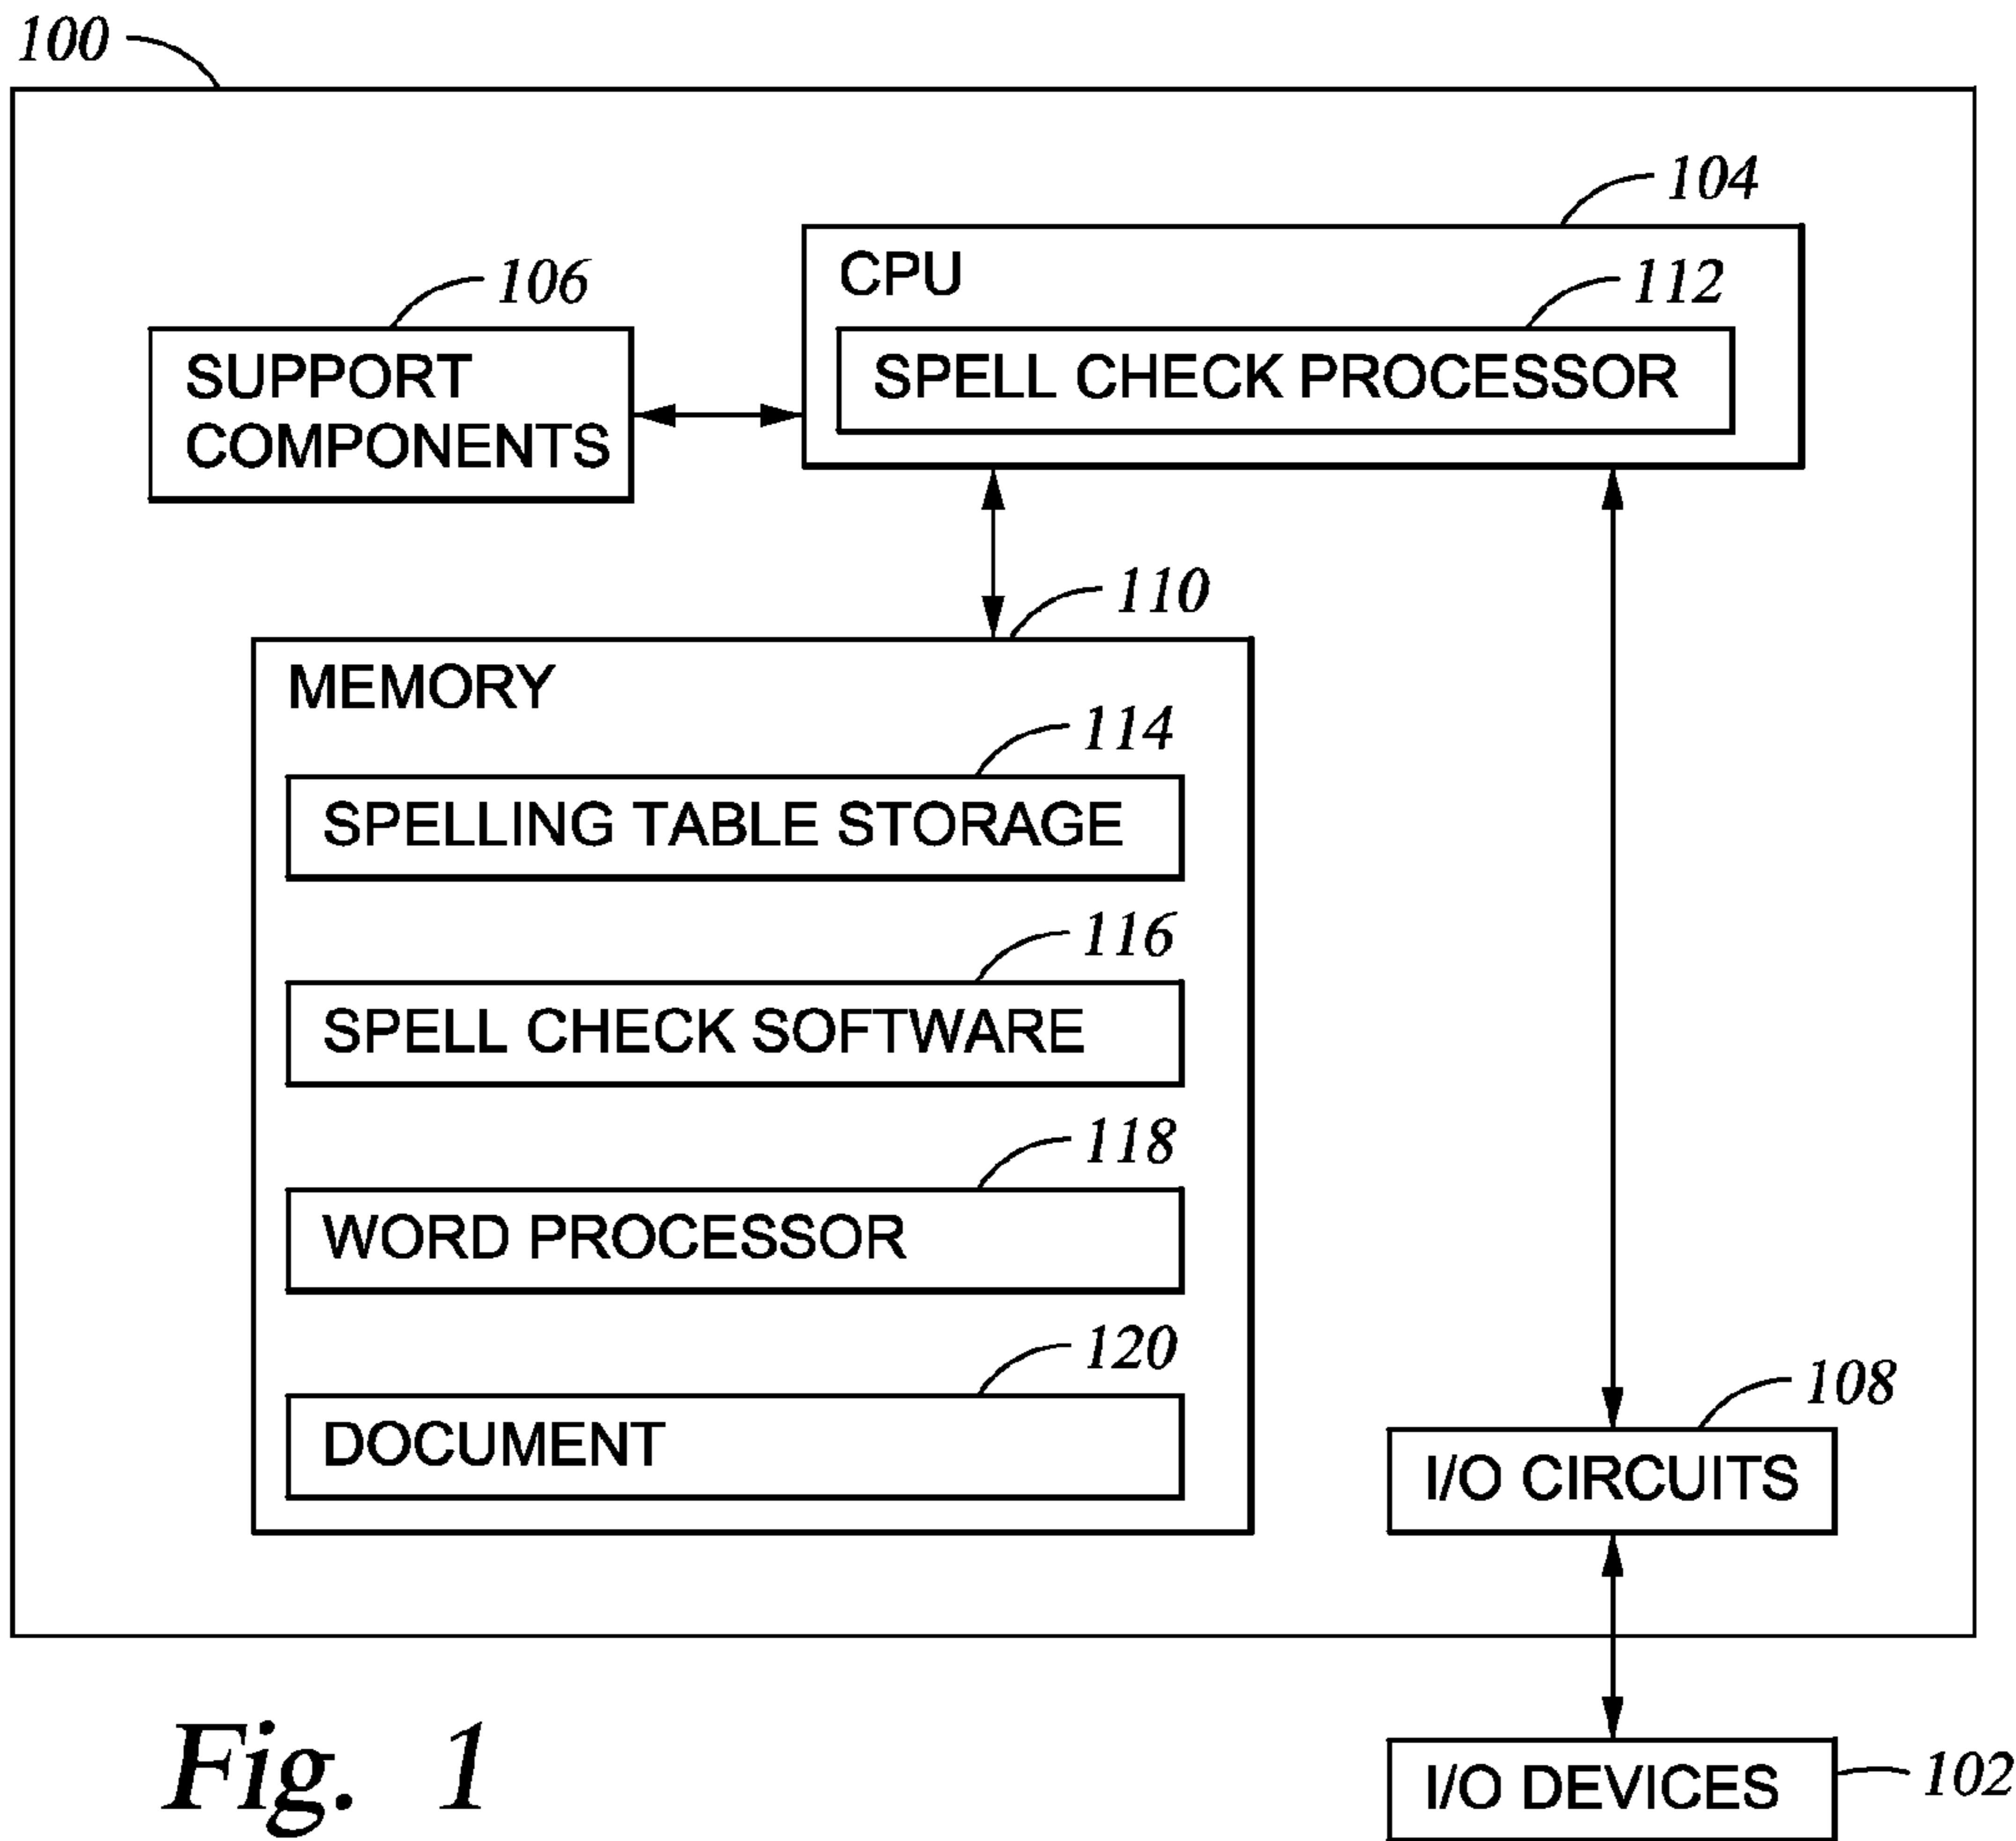 100
104
CPU
106
112
SUPPORT
COMPONENTS
SPELL CHECK PROCESSOR
110
MEMORY
114
SPELLING TABLE STORAGE
116
SPELL CHECK SOFTWARE
118
WORD PROCESSOR
120
DOCUMENT
108
I/O CIRCUITS
Fig. 1
I/O DEVICES
102